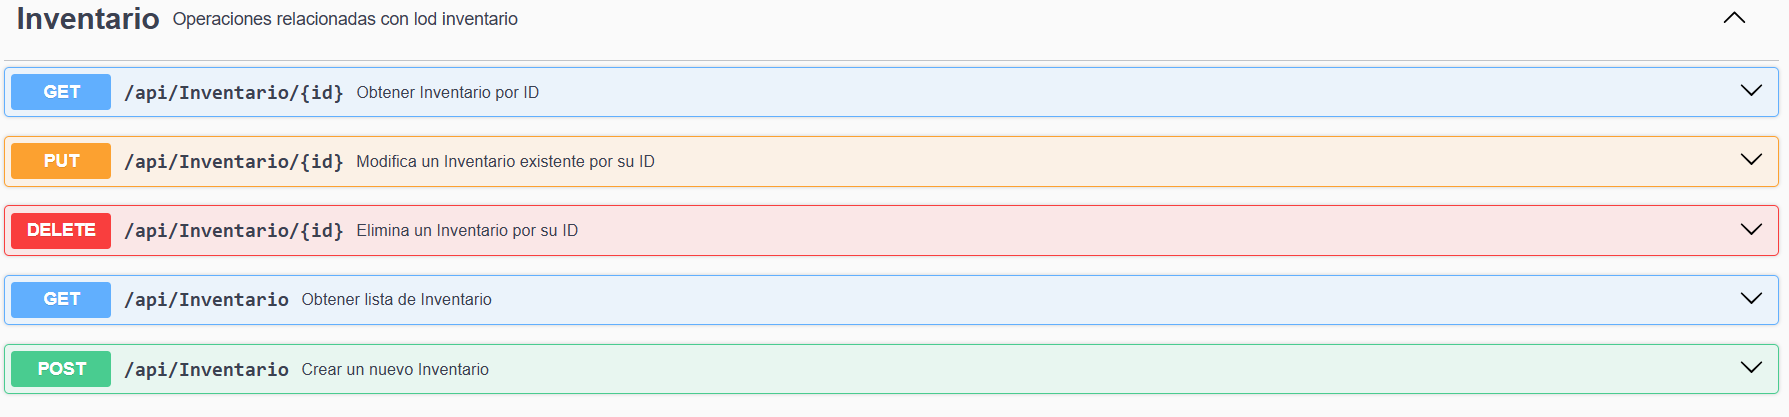 Inventario Operaciones relacionadas con lod inventario
GET /api/Inventario/{id} Obtener Inventario por ID
PUT /api/Inventario/{id} Modifica un Inventario existente por su ID
DELETE /api/Inventario/{id} Elimina un Inventario por su ID
GET /api/Inventario Obtener lista de Inventario
POST /api/Inventario Crear un nuevo Inventario